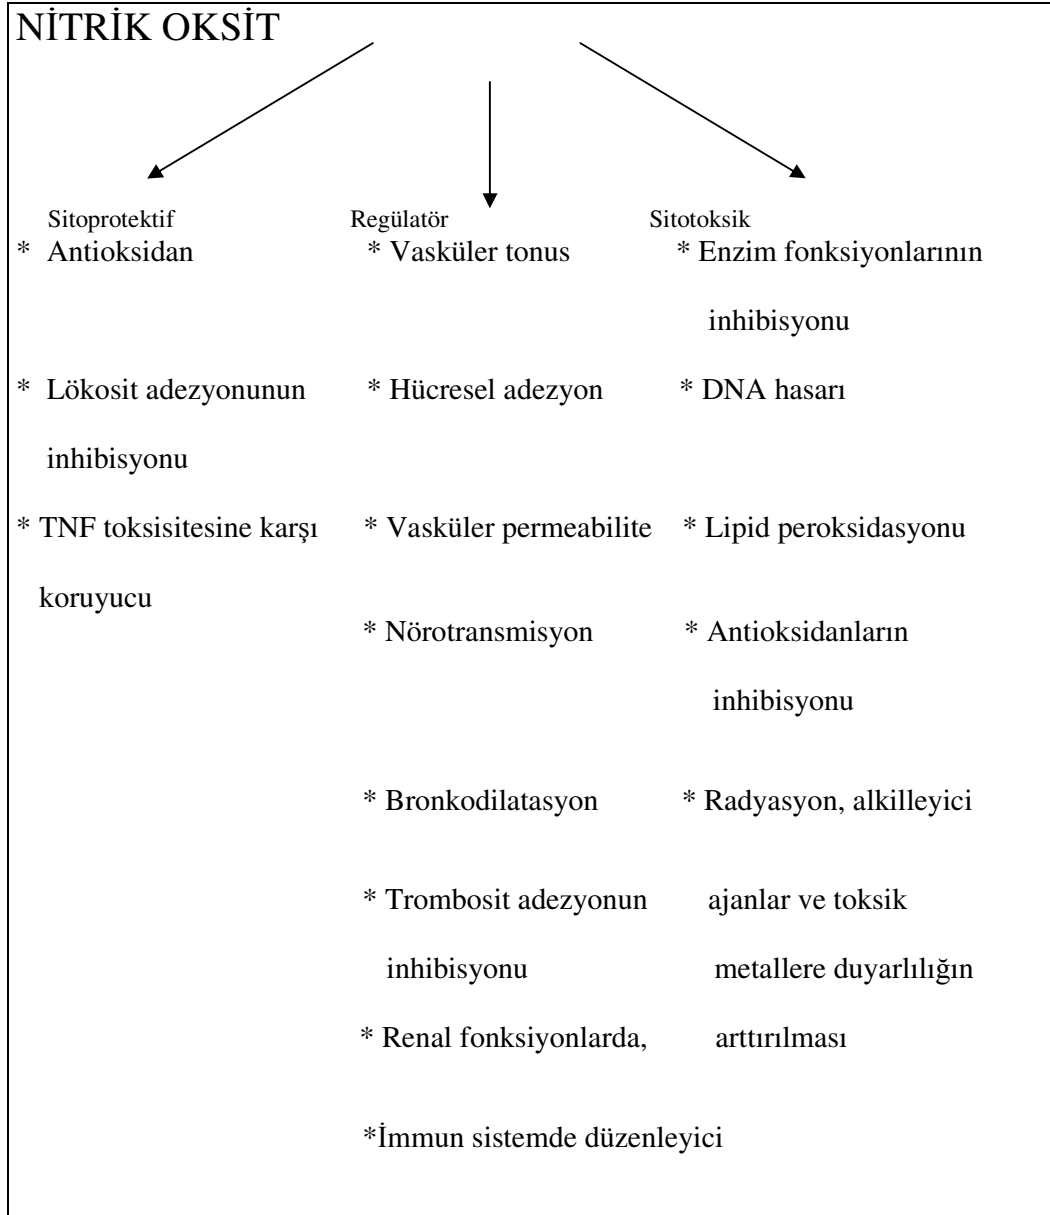 NİTRİK OKSİT
Sitoprotektif
* Antioksidan
* Lökosit adezyonunun
inhibisyonu
* TNF toksisitesine karşı
koruyucu
Regülatör
* Vasküler tonus
* Hücresel adezyon
* Vasküler permeabilite
* Nörotransmisyon
* Bronkodilatasyon
* Trombosit adezyonun
inhibisyonu
* Renal fonksiyonlarda,
*İmmun sistemde düzenleyici
Sitotoksik
* Enzim fonksiyonlarının
inhibisyonu
* DNA hasarı
* Lipid peroksidasyonu
* Antioksidanların
inhibisyonu
* Radyasyon, alkilleyici
ajanlar ve toksik
metallere duyarlılığın
arttırılması